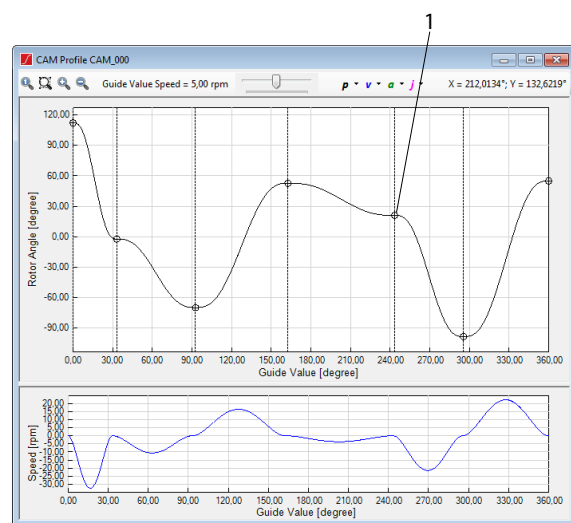 1
CAM Profile CAM_000
Guide Value Speed = 5,00 rpm
p v a j
X = 212,0134°; Y = 132,6219°
120,00
90,00
60,00
30,00
0,00
-30,00
-60,00
-90,00
Rotor Angle [degree]
0,00 30,00 60,00 90,00 120,00 150,00 180,00 210,00 240,00 270,00 300,00 330,00 360,00
Guide Value [degree]
20,00
15,00
10,00
5,00
0,00
-5,00
-10,00
-15,00
-20,00
-25,00
-30,00
Speed [rpm]
0,00 30,00 60,00 90,00 120,00 150,00 180,00 210,00 240,00 270,00 300,00 330,00 360,00
Guide Value [degree]